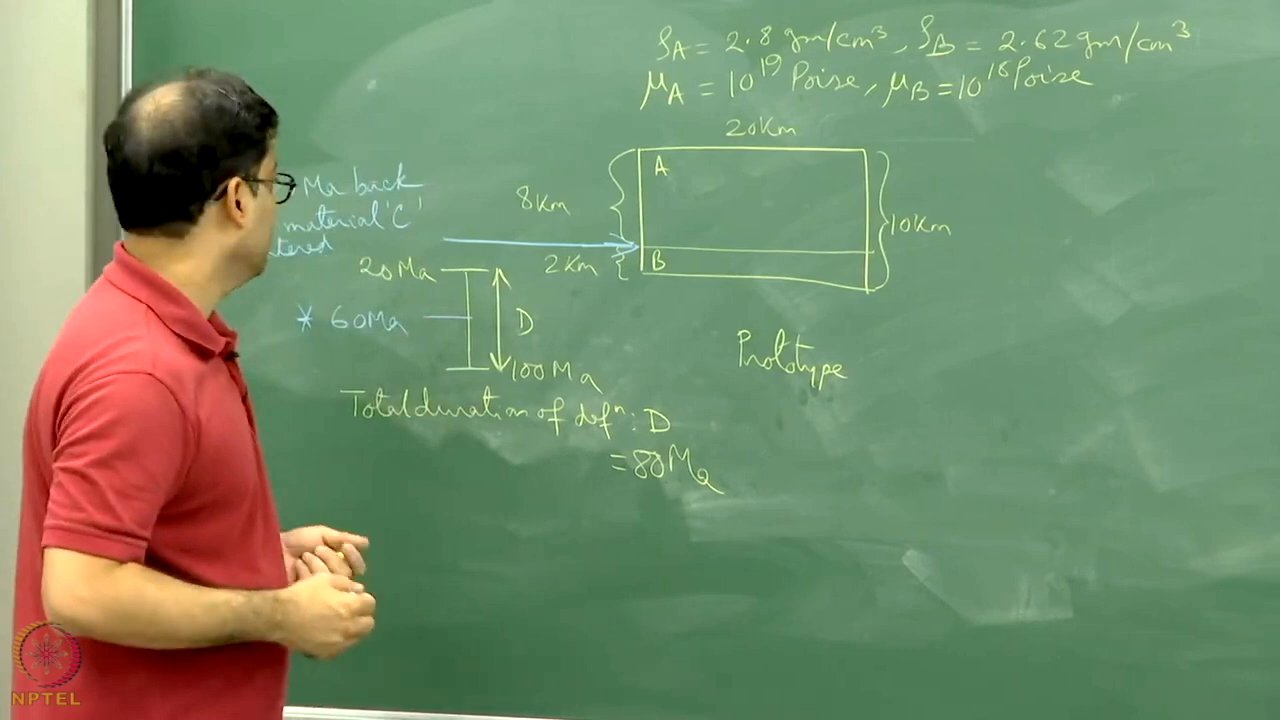 ρA = 2.8 gm/cm³, ρB = 2.62 gm/cm³
μA = 10¹⁹ Poise, μB = 10¹⁸ Poise
20Km
A
8Km
10Km
B
2Km
Ma back
material 'C'
20Ma
* 60Ma
D
100Ma
Prototype
Total duration of defⁿ: D
= 80Ma
NPTEL